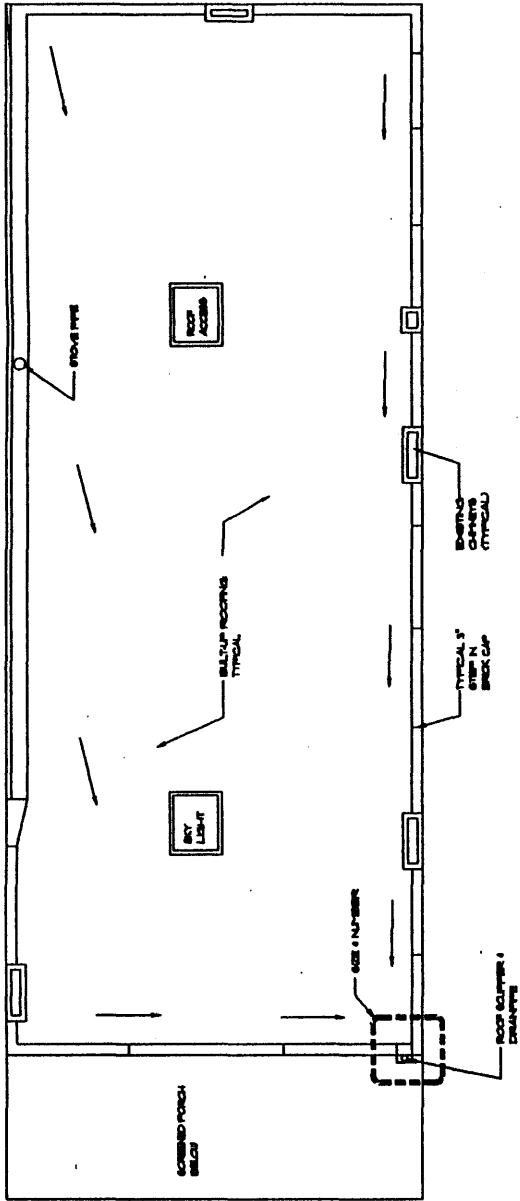 STOVE PIPE
ROOF
ACCESS
BUILT-UP ROOFING
TYPICAL
EXISTING
CHIMNEYS
(TYPICAL)
TYPICAL 3"
STEP IN
BRICK CAP
SKY
LIGHT
SIZE & NUMBER
ROOF SCUPPER &
DRAINPIPE
SCREENED PORCH
BELOW